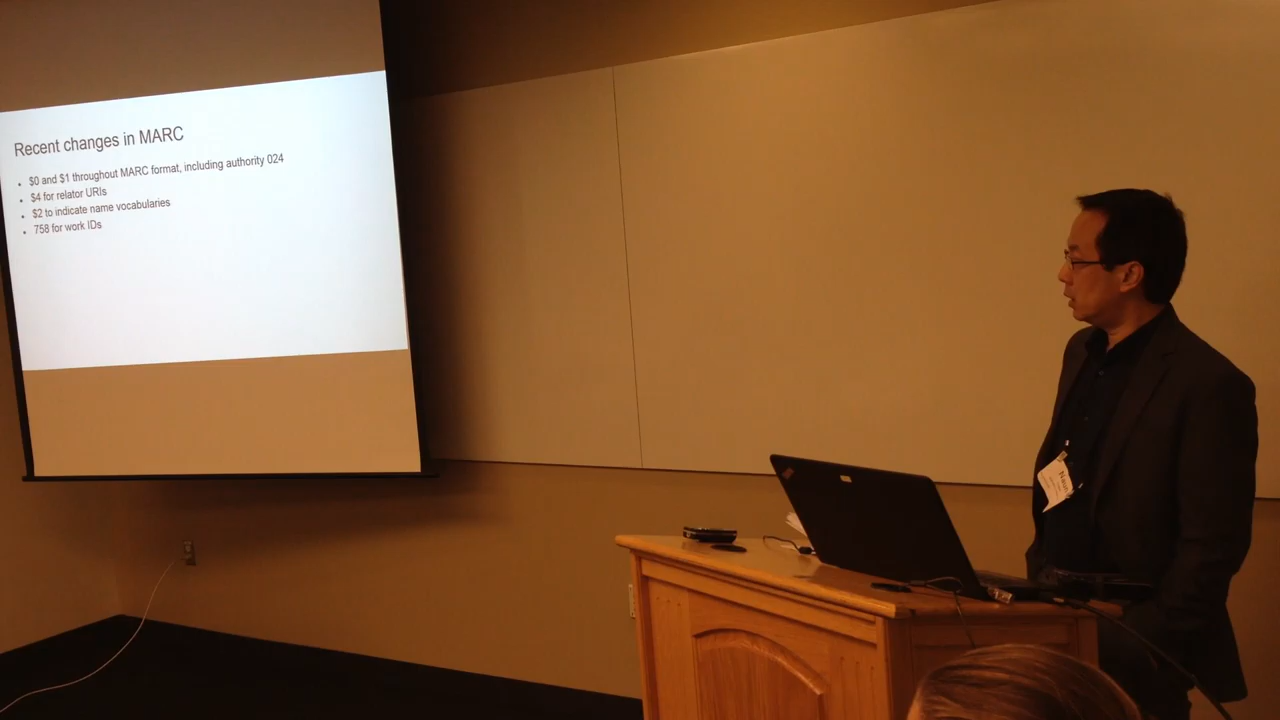 Recent changes in MARC
• $0 and $1 throughout MARC format, including authority 024
• $4 for relator URIs
• $2 to indicate name vocabularies
• 758 for work IDs